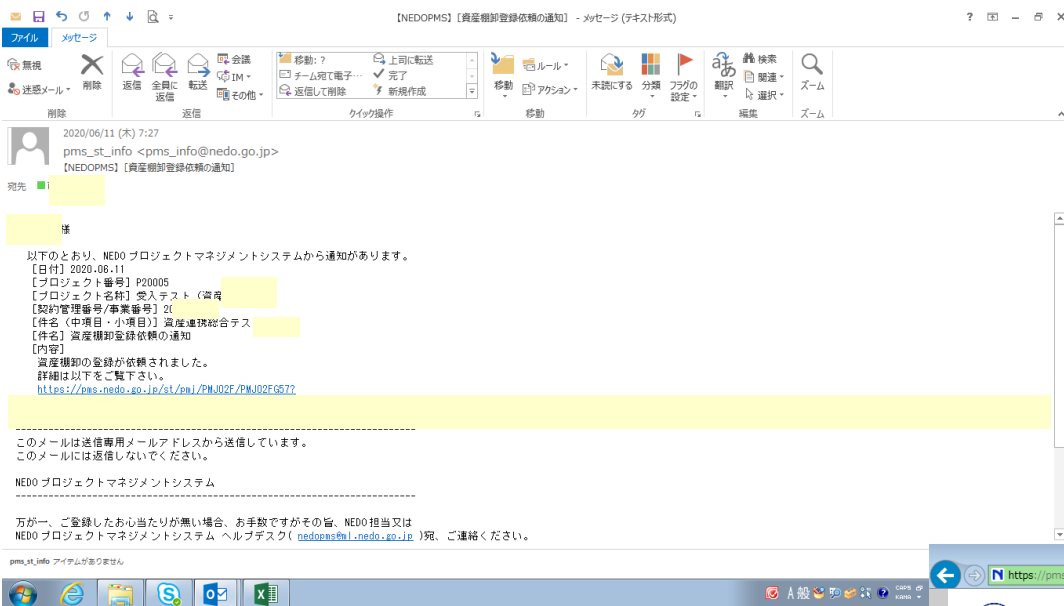 【NEDOPMS】［資産棚卸登録依頼の通知］ - メッセージ (テキスト形式)
ファイル メッセージ
無視
迷惑メール
削除
返信 全員に返信 転送
会議
IM
その他
移動: ?
チーム宛て電子…
返信して削除
上司に転送
完了
新規作成
移動
ルール
アクション
未読にする 分類 フラグの設定
翻訳
検索
関連
選択
ズーム
削除 返信 クイック操作 移動 タグ 編集 ズーム
2020/06/11 (木) 7:27
pms_st_info <pms_info@nedo.go.jp>
【NEDOPMS】［資産棚卸登録依頼の通知］
宛先
様
以下のとおり、NEDOプロジェクトマネジメントシステムから通知があります。
［日付］2020.06.11
［プロジェクト番号］P20005
［プロジェクト名称］受入テスト（資産
［契約管理番号/事業番号］20
［件名（中項目・小項目）］資産連携総合テス
［件名］資産棚卸登録依頼の通知
［内容］
資産棚卸の登録が依頼されました。
詳細は以下をご覧下さい。
https://pms.nedo.go.jp/st/pmj/PMJ02F/PMJ02FG57?
--------------------------------------------------------------------------------
このメールは送信専用メールアドレスから送信しています。
このメールには返信しないでください。
NEDOプロジェクトマネジメントシステム
--------------------------------------------------------------------------------
万が一、ご登録したお心当たりが無い場合、お手数ですがその旨、NEDO担当又は
NEDOプロジェクトマネジメントシステム ヘルプデスク( nedopms@ml.nedo.go.jp )宛、ご連絡ください。
pms_st_info アイテムがありません
A 般 CAPS KANA
https://pms